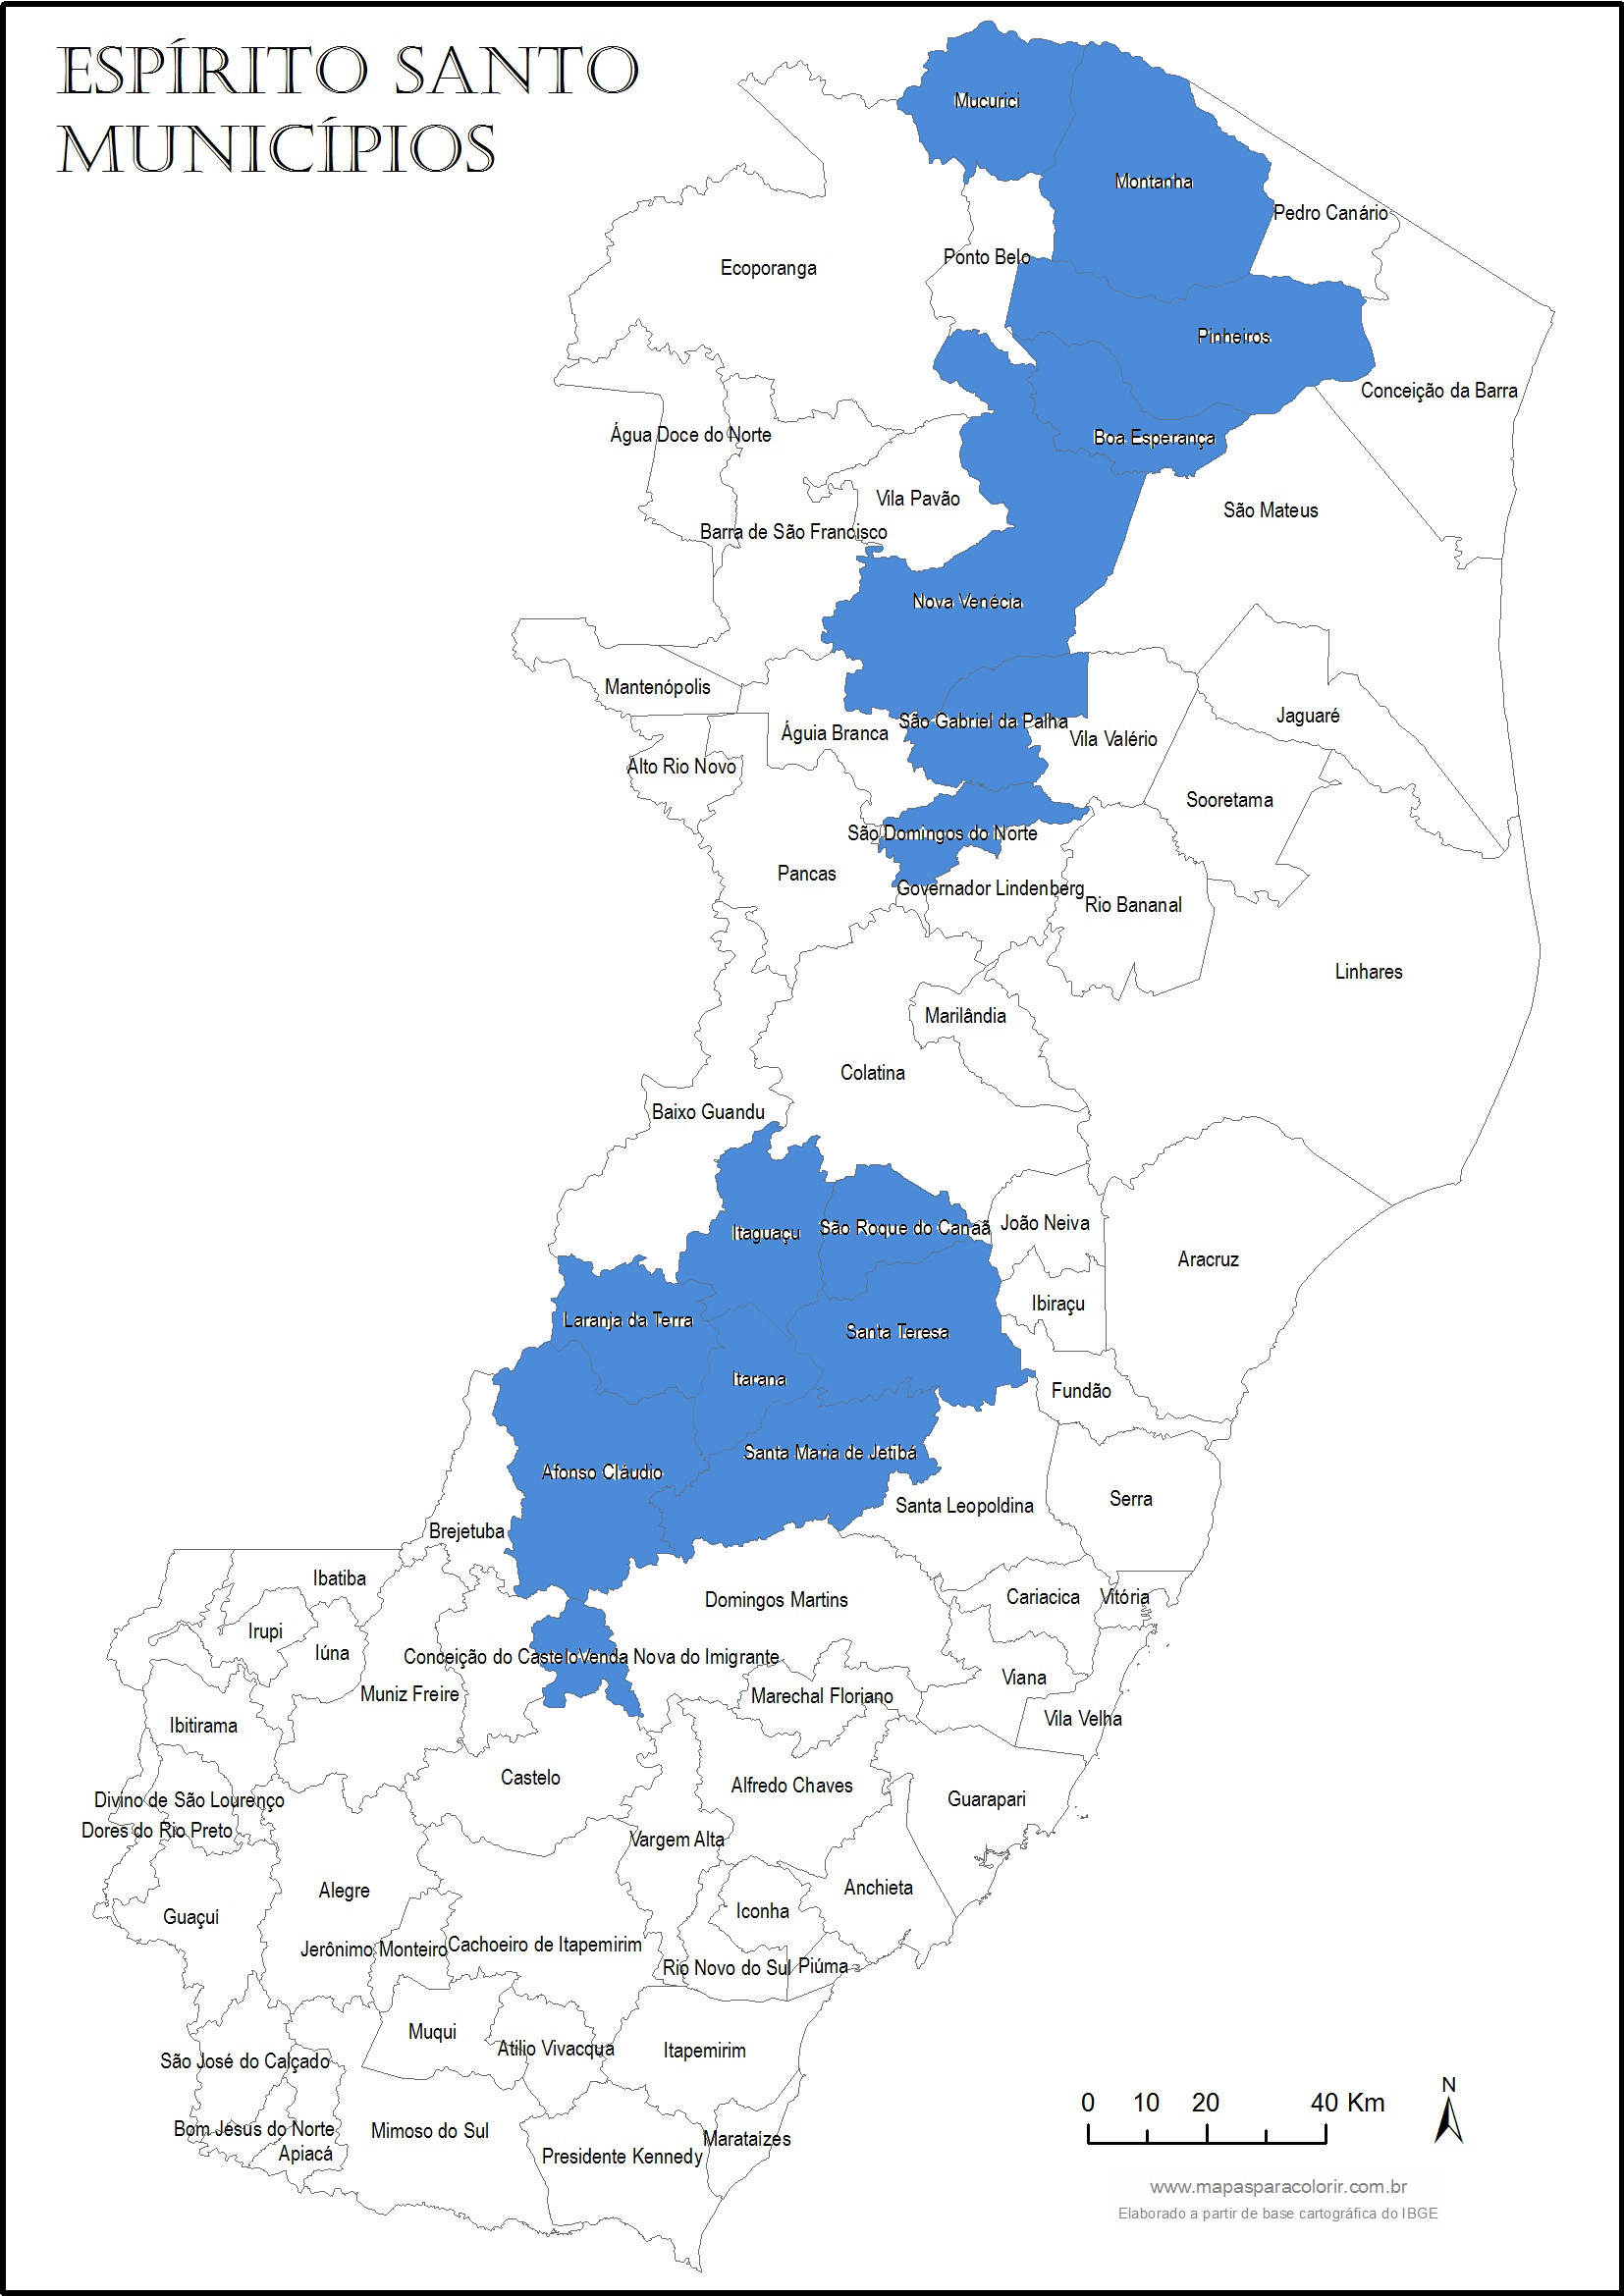 ESPÍRITO SANTO
MUNICÍPIOS
Mucurici
Montanha
Pedro Canário
Ponto Belo
Ecoporanga
Pinheiros
Conceição da Barra
Água Doce do Norte
Boa Esperança
Vila Pavão
São Mateus
Barra de São Francisco
Nova Venécia
Mantenópolis
Jaguaré
São Gabriel da Palha
Águia Branca
Vila Valério
Alto Rio Novo
Sooretama
São Domingos do Norte
Pancas
Governador Lindenberg
Rio Bananal
Linhares
Marilândia
Colatina
Baixo Guandu
João Neiva
São Roque do Canaã
Itaguaçu
Aracruz
Ibiraçu
Laranja da Terra
Santa Teresa
Itarana
Fundão
Santa Maria de Jetibá
Afonso Cláudio
Serra
Santa Leopoldina
Brejetuba
Ibatiba
Cariacica
Vitória
Domingos Martins
Irupi
Iúna
Conceição do Castelo
Venda Nova do Imigrante
Viana
Muniz Freire
Marechal Floriano
Vila Velha
Ibitirama
Castelo
Alfredo Chaves
Guarapari
Divino de São Lourenço
Dores do Rio Preto
Vargem Alta
Anchieta
Alegre
Iconha
Guaçuí
Cachoeiro de Itapemirim
Jerônimo Monteiro
Piúma
Rio Novo do Sul
Muqui
Atilio Vivacqua
Itapemirim
São José do Calçado
Bom Jesus do Norte
Mimoso do Sul
Marataízes
Apiacá
Presidente Kennedy
N
0 10 20 40 Km
www.mapasparacolorir.com.br
Elaborado a partir de base cartográfica do IBGE